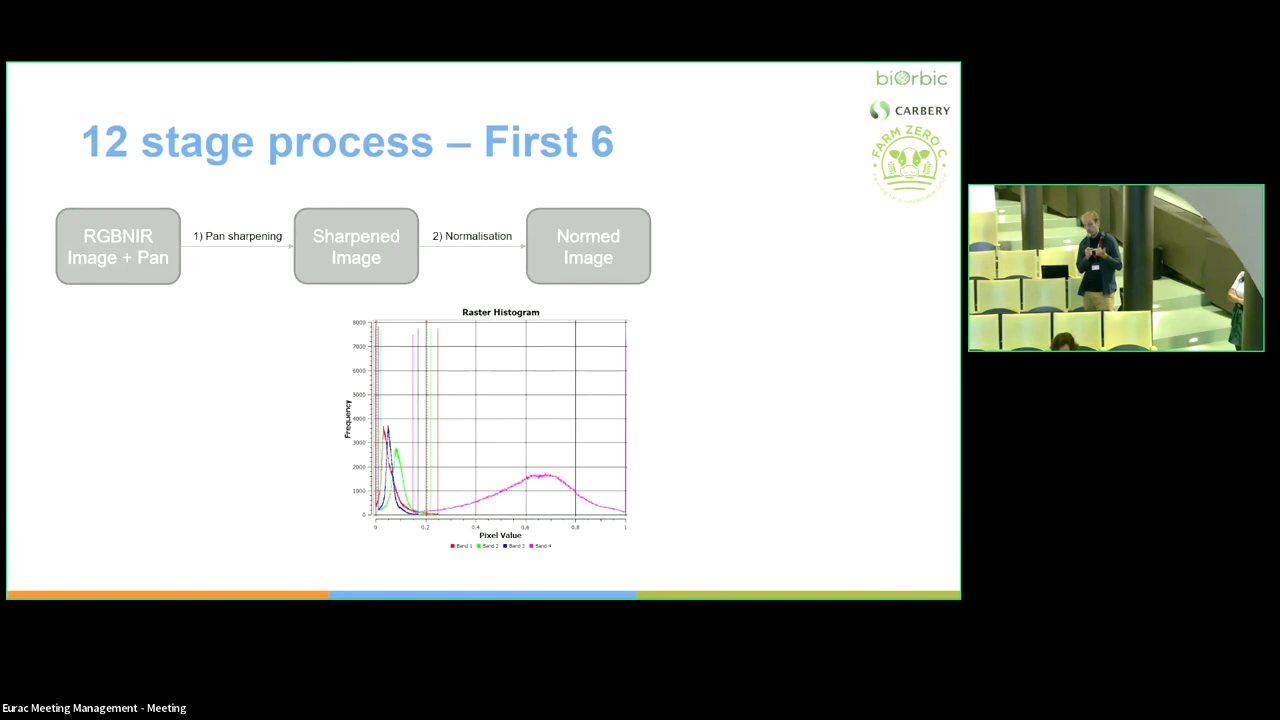 biOrbic
CARBERY
FARM ZERO C
12 stage process – First 6
RGBNIR
Image + Pan
1) Pan sharpening
Sharpened
Image
2) Normalisation
Normed
Image
Raster Histogram
Frequency
8000
7000
6000
5000
4000
3000
2000
1000
0
0 0.2 0.4 0.6 0.8 1
Pixel Value
Band 1 Band 2 Band 3 Band 4
Eurac Meeting Management - Meeting